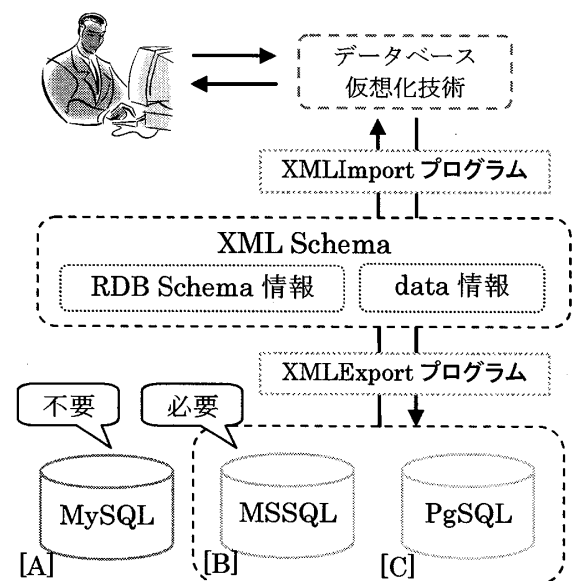 データベース
仮想化技術
XMLImport プログラム
XML Schema
RDB Schema 情報
data 情報
XMLExport プログラム
不要
必要
MySQL
MSSQL
PgSQL
[A]
[B]
[C]